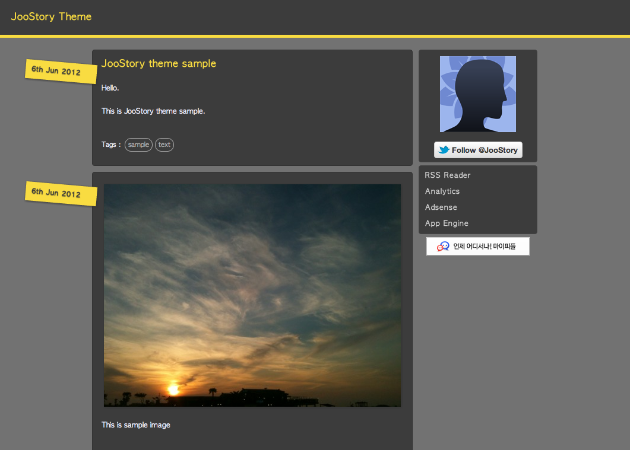 JooStory Theme
6th Jun 2012
JooStory theme sample
Hello.
This is JooStory theme sample.
Tags : sample text
Follow @JooStory
RSS Reader
Analytics
Adsense
App Engine
언제 어디서나! 마이피플
6th Jun 2012
This is sample image